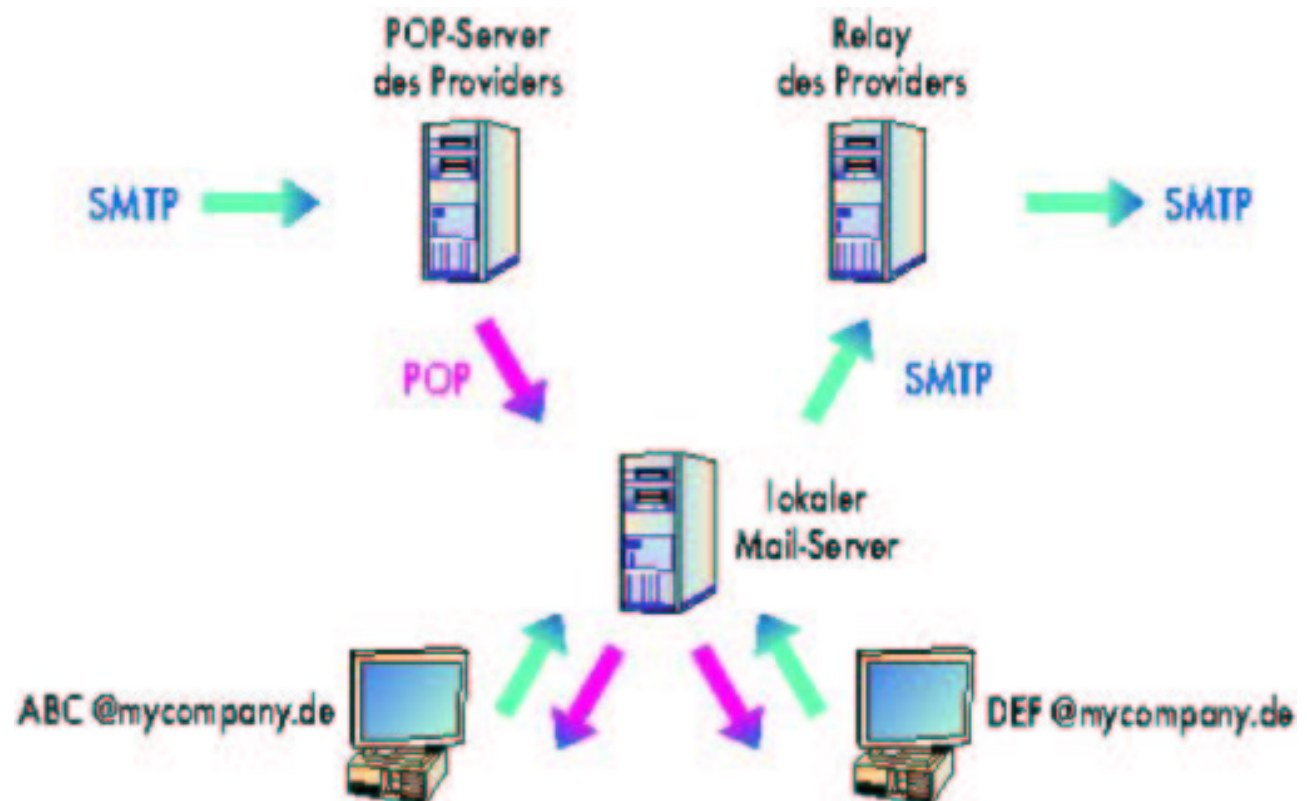 POP-Server
des Providers
Relay
des Providers
SMTP
SMTP
POP
SMTP
lokaler
Mail-Server
ABC @mycompany.de
DEF @mycompany.de